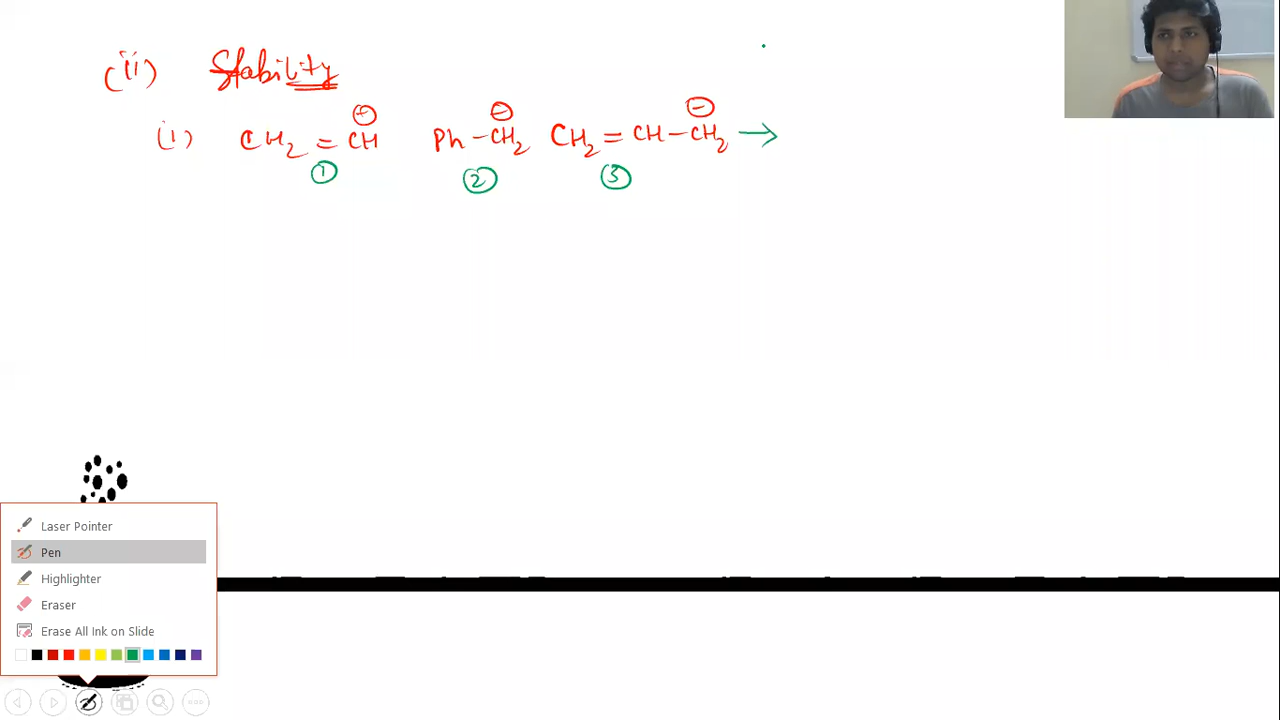 (ii) Stability
(i) CH₂=CH⊕ Ph-CH₂⊖ CH₂=CH-CH₂⊖ →
① ② ③
Laser Pointer
Pen
Highlighter
Eraser
Erase All Ink on Slide